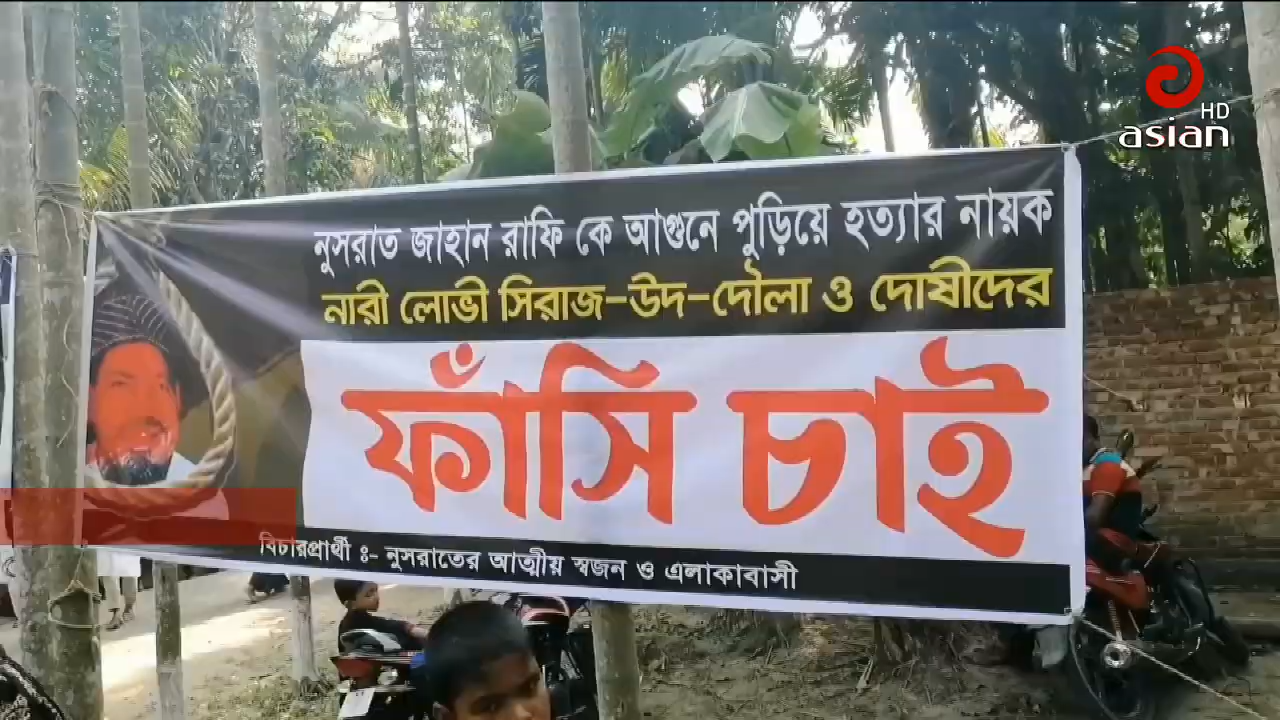 HD
asian
নুসরাত জাহান রাফি কে আগুনে পুড়িয়ে হত্যার নায়ক
নারী লোভী সিরাজ-উদ-দৌলা ও দোষীদের
ফাঁসি চাই
বিচারপ্রার্থী ঃ- নুসরাতের আত্মীয় স্বজন ও এলাকাবাসী